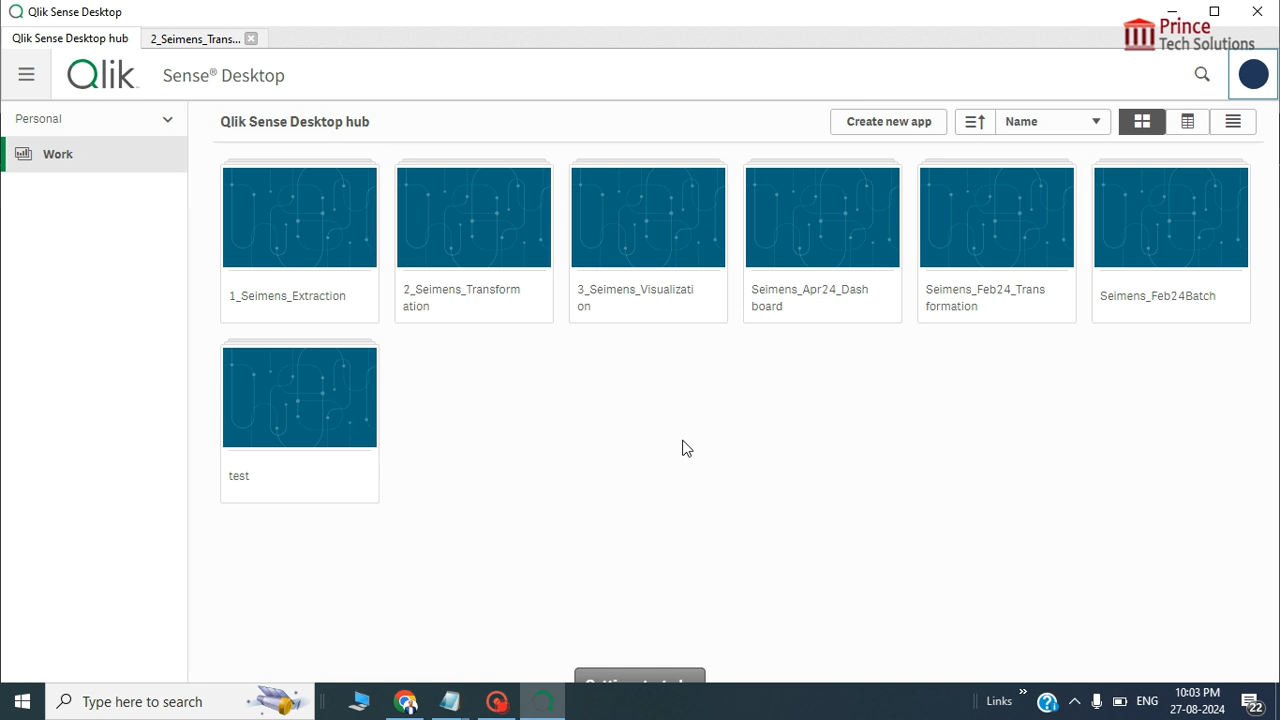 Qlik Sense Desktop
Qlik Sense Desktop hub
2_Seimens_Trans...
Prince
Tech Solutions
Qlik
Sense® Desktop
Personal
Work
Qlik Sense Desktop hub
Create new app
Name
1_Seimens_Extraction
2_Seimens_Transform
ation
3_Seimens_Visualizati
on
Seimens_Apr24_Dash
board
Seimens_Feb24_Trans
formation
Seimens_Feb24Batch
test
Type here to search
Links
ENG
10:03 PM
27-08-2024
22